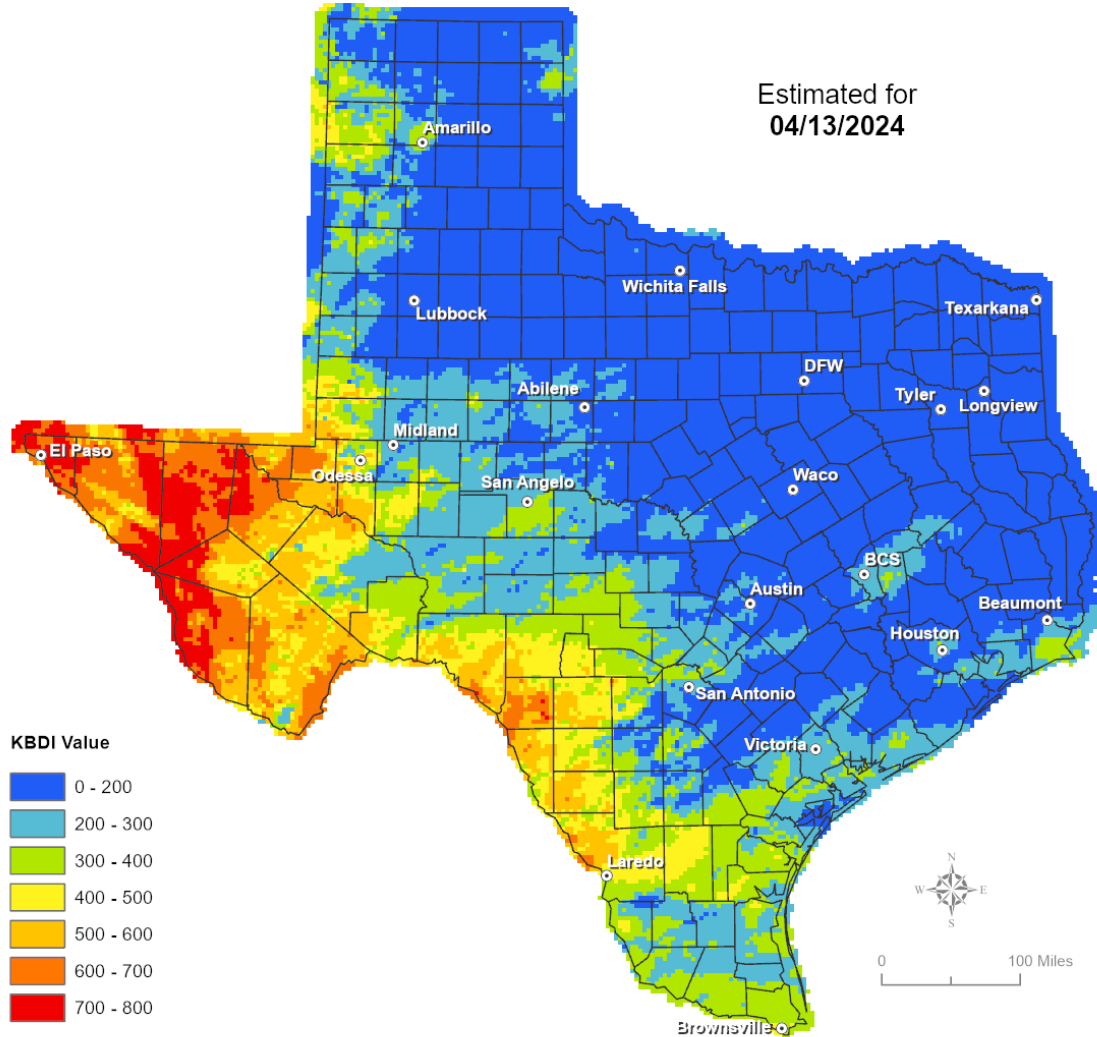 Estimated for
04/13/2024
Amarillo
Wichita Falls
Lubbock
Texarkana
DFW
Abilene
Tyler
Longview
Midland
El Paso
Odessa
San Angelo
Waco
BCS
Austin
Beaumont
Houston
San Antonio
Victoria
Laredo
Brownsville
KBDI Value
0 - 200
200 - 300
300 - 400
400 - 500
500 - 600
600 - 700
700 - 800
N
W E
S
0 100 Miles